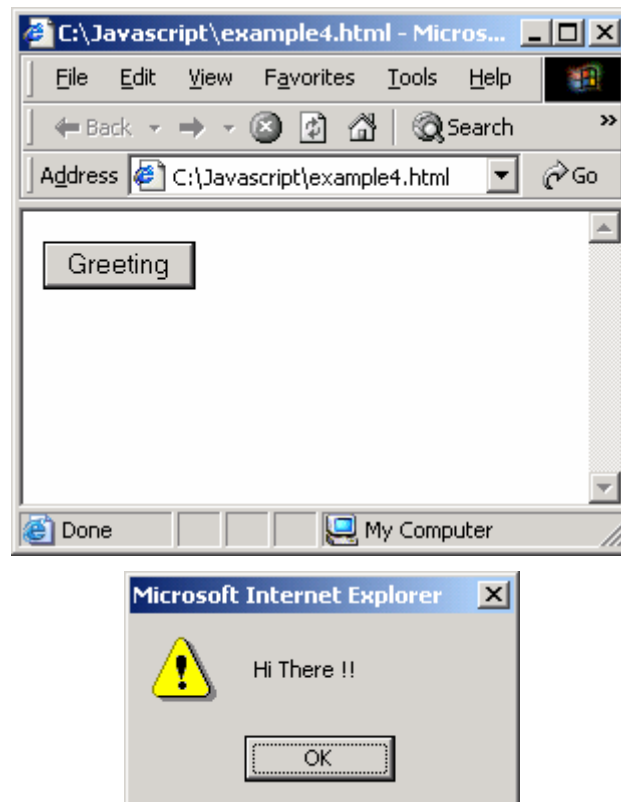 C:\Javascript\example4.html - Micros...
File Edit View Favorites Tools Help
Back Search »
Address C:\Javascript\example4.html Go
Greeting
Done My Computer
Microsoft Internet Explorer
Hi There !!
OK